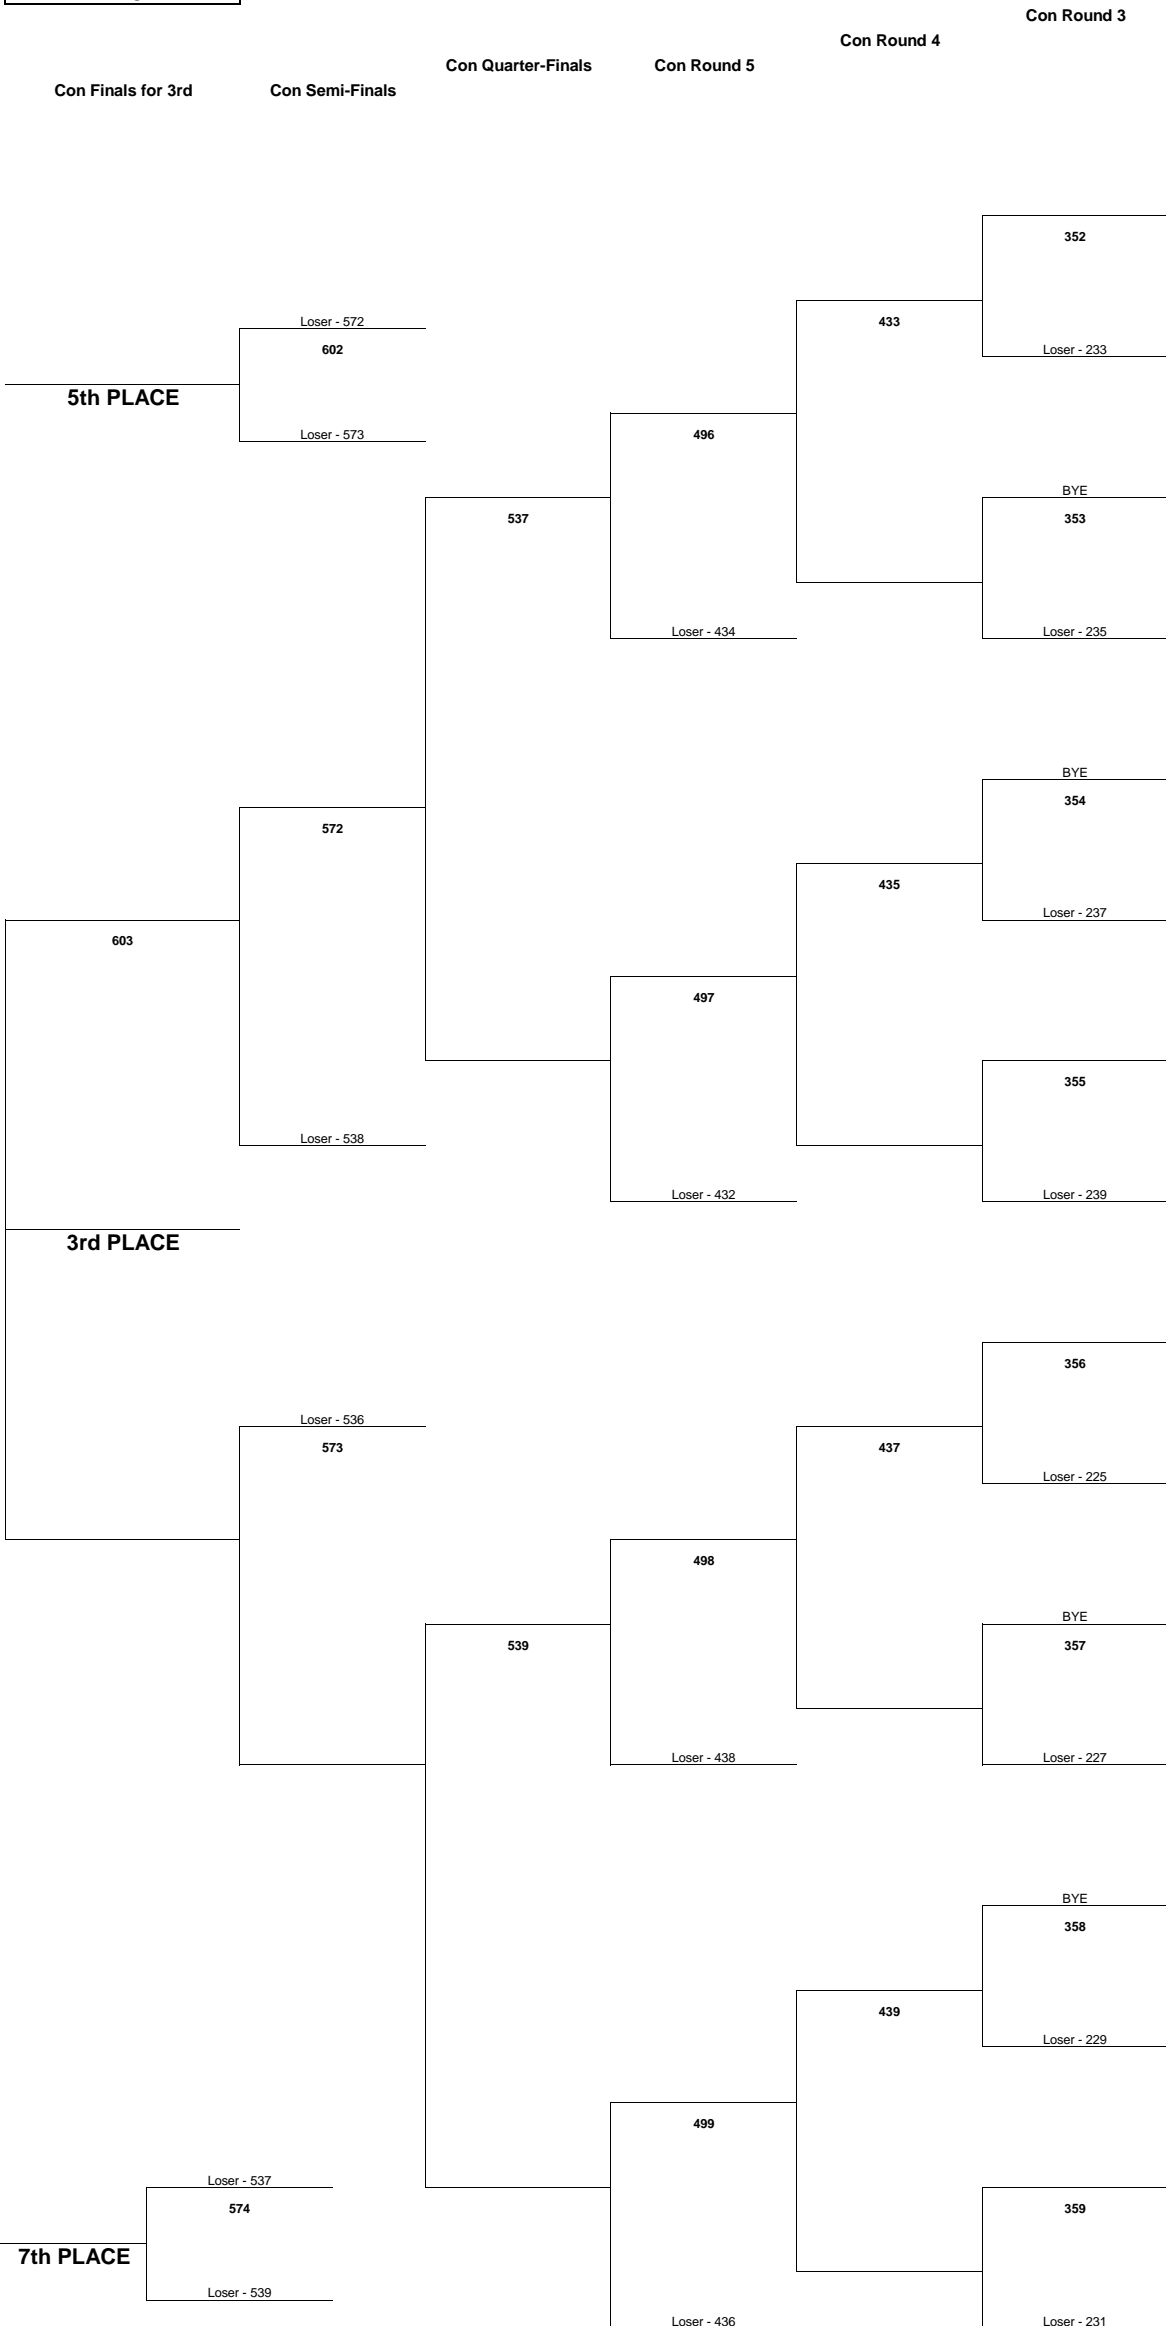 Con Round 3
Con Round 4
Con Quarter-Finals Con Round 5
Con Finals for 3rd Con Semi-Finals
352
Loser - 572
433
602
Loser - 233
5th PLACE
Loser - 573
496
BYE
537
353
Loser - 434
Loser - 235
BYE
354
572
435
Loser - 237
603
497
355
Loser - 538
Loser - 432
Loser - 239
3rd PLACE
356
Loser - 536
573
437
Loser - 225
498
BYE
539
357
Loser - 438
Loser - 227
BYE
358
439
Loser - 229
499
Loser - 537
574
359
7th PLACE
Loser - 539
Loser - 436
Loser - 231